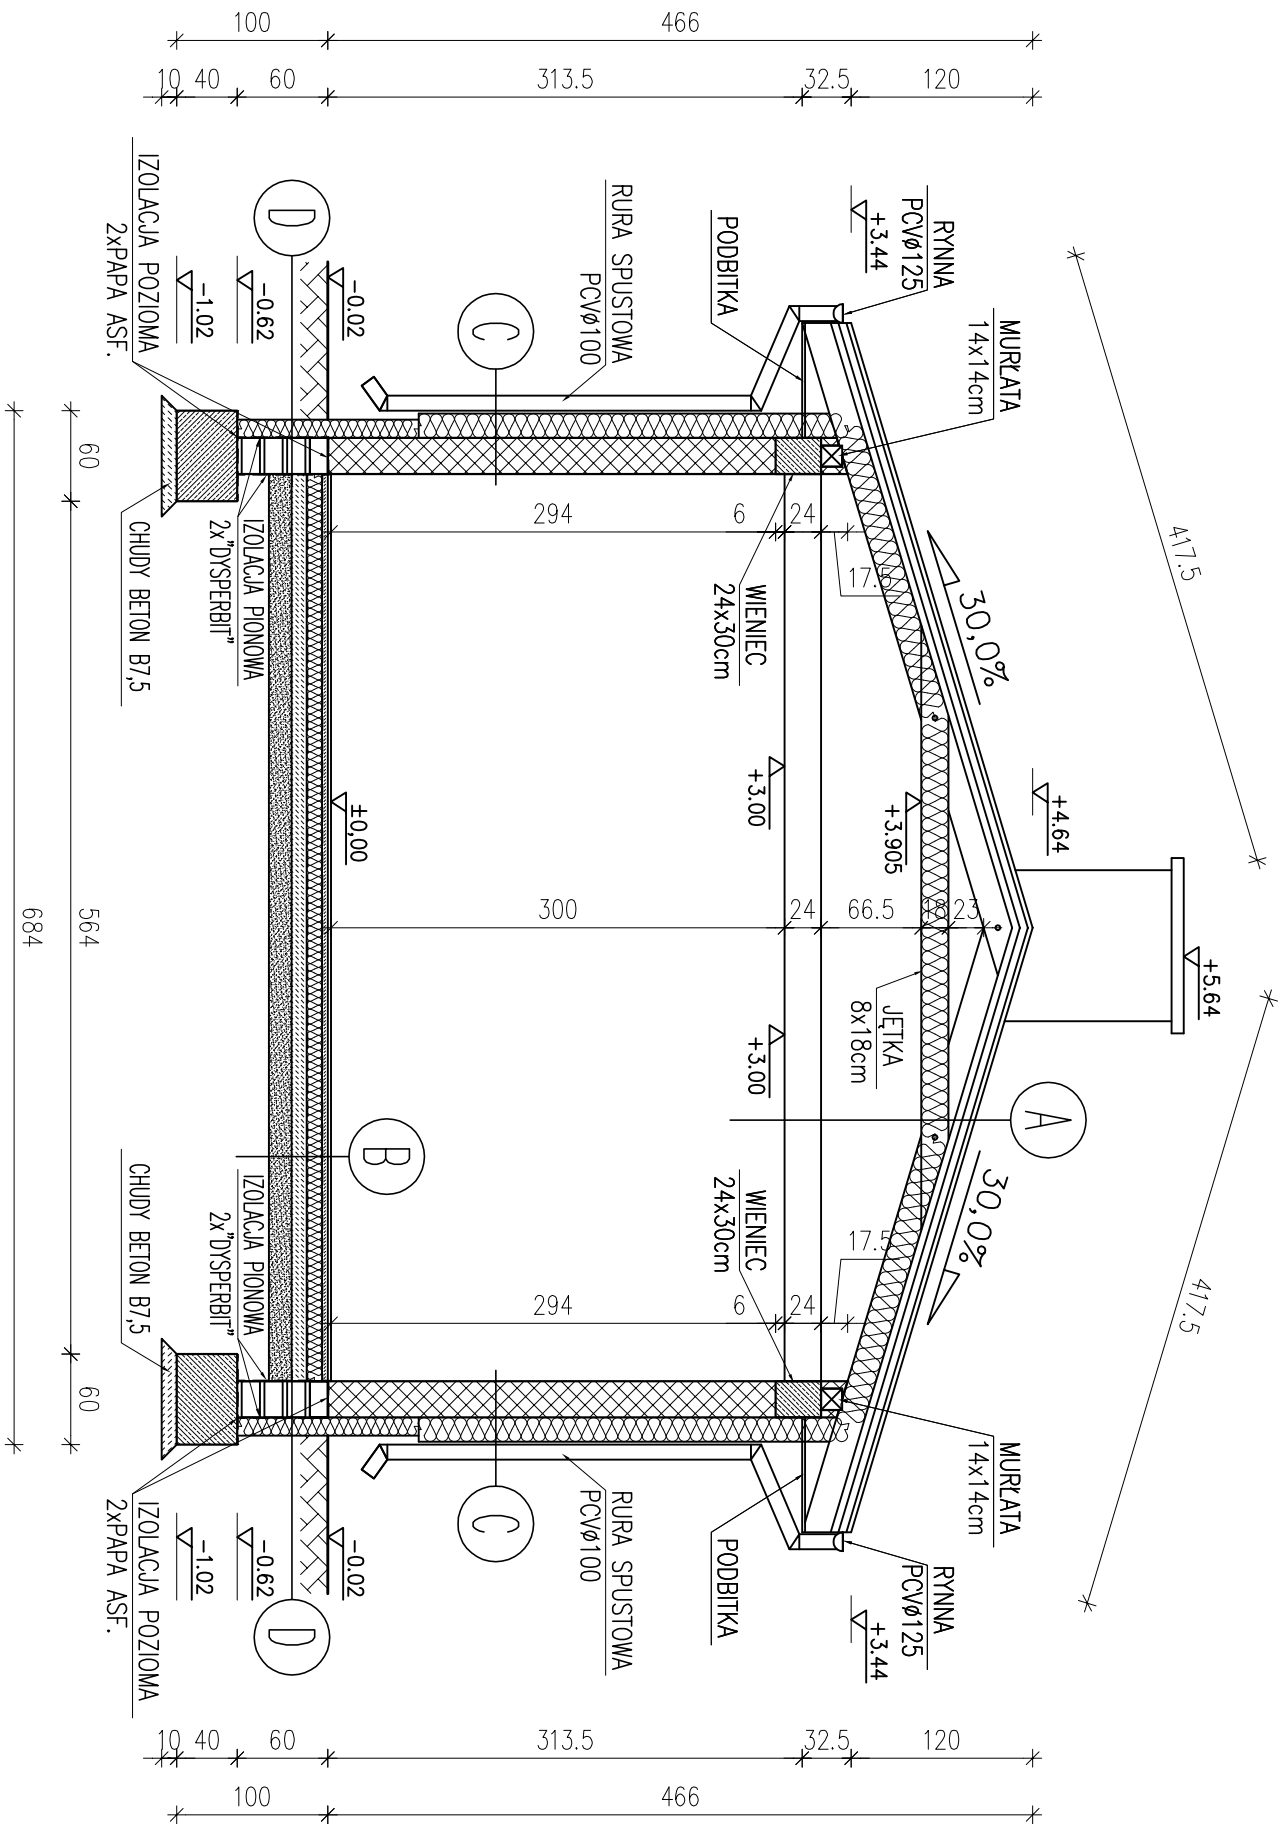 417.5
417.5
+5.64
+4.64
30,0%
30,0%
MURŁATA
14x14cm
MURŁATA
14x14cm
RYNNA
PCVø125
RYNNA
PCVø125
+3.44
+3.44
+3.905
JĘTKA
8x18cm
A
PODBITKA
PODBITKA
WIENIEC
24x30cm
WIENIEC
24x30cm
+3.00
+3.00
RURA SPUSTOWA
PCVø100
RURA SPUSTOWA
PCVø100
C
C
B
D
D
±0,00
-0.02
-0.62
-1.02
-0.02
-0.62
-1.02
IZOLACJA PIONOWA
2x"DYSPERBIT"
IZOLACJA PIONOWA
2x"DYSPERBIT"
IZOLACJA POZIOMA
2xPAPA ASF.
IZOLACJA POZIOMA
2xPAPA ASF.
CHUDY BETON B7,5
CHUDY BETON B7,5
100
466
10
40
60
313.5
32.5
120
294
6
24
17.5
300
24
66.5
18
23
294
6
24
17.5
10
40
60
313.5
32.5
120
100
466
60
564
60
684